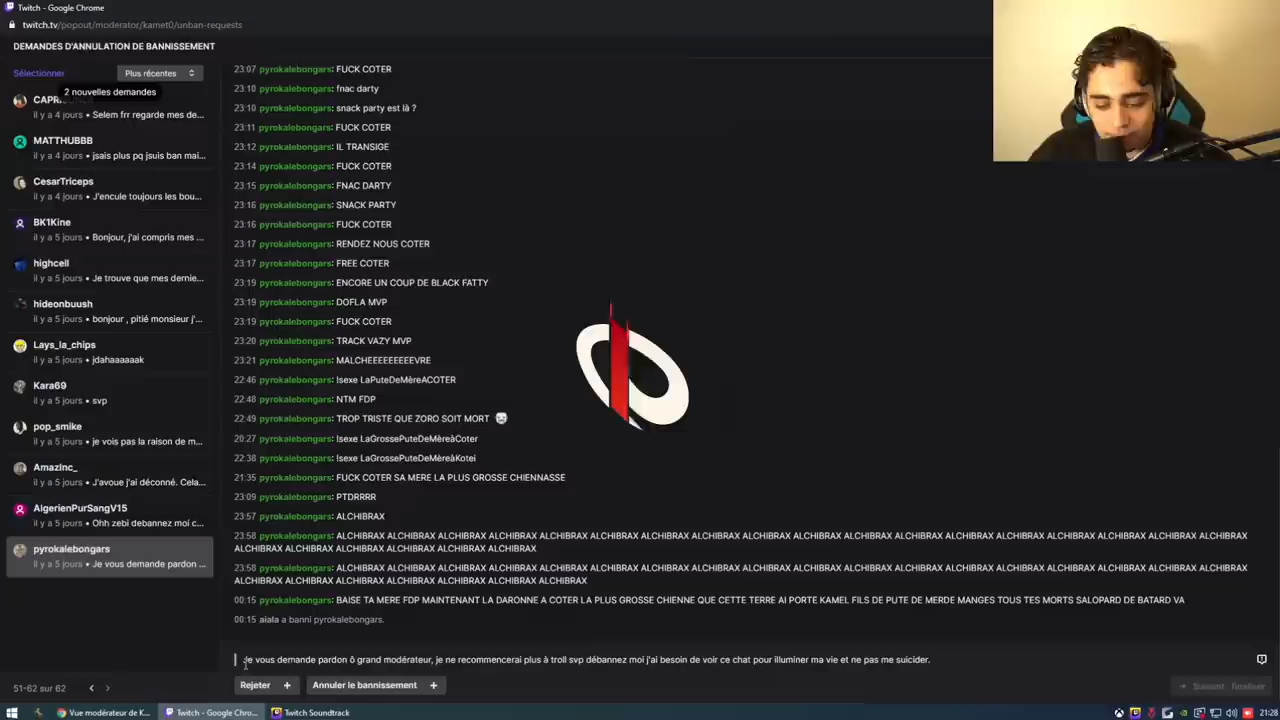 Twitch - Google Chrome
twitch.tv/popout/moderator/kamet0/unban-requests
DEMANDES D'ANNULATION DE BANNISSEMENT
Sélectionner
Plus récentes
2 nouvelles demandes
il y a 4 jours • Selem frr regarde mes de...
MATTHUBBB
il y a 4 jours • jsais plus pq jsuis ban mai...
CesarTriceps
il y a 4 jours • J'encule toujours les bou...
BK1Kine
il y a 5 jours • Bonjour, j'ai compris mes ...
highcell
il y a 5 jours • Je trouve que mes dernie...
hideonbuush
il y a 5 jours • bonjour , pitié monsieur j'...
Lays_la_chips
il y a 5 jours • jdahaaaaaak
Kara69
il y a 5 jours • svp
pop_smike
il y a 5 jours • je vois pas la raison de m...
AmazInc_
il y a 5 jours • J'avoue j'ai déconné. Cela...
AlgerienPurSangV15
il y a 5 jours • Ohh zebi debannez moi c...
pyrokalebongars
il y a 5 jours • Je vous demande pardon ...
51-62 sur 62
23:07 pyrokalebongars: FUCK COTER
23:10 pyrokalebongars: fnac darty
23:10 pyrokalebongars: snack party est là ?
23:11 pyrokalebongars: FUCK COTER
23:12 pyrokalebongars: IL TRANSIGE
23:14 pyrokalebongars: FUCK COTER
23:15 pyrokalebongars: FNAC DARTY
23:16 pyrokalebongars: SNACK PARTY
23:16 pyrokalebongars: FUCK COTER
23:17 pyrokalebongars: RENDEZ NOUS COTER
23:17 pyrokalebongars: FREE COTER
23:19 pyrokalebongars: ENCORE UN COUP DE BLACK FATTY
23:19 pyrokalebongars: DOFLA MVP
23:19 pyrokalebongars: FUCK COTER
23:20 pyrokalebongars: TRACK VAZY MVP
23:21 pyrokalebongars: MALCHEEEEEEEEEVRE
22:46 pyrokalebongars: !sexe LaPuteDeMèreACOTER
22:48 pyrokalebongars: NTM FDP
22:49 pyrokalebongars: TROP TRISTE QUE ZORO SOIT MORT
20:27 pyrokalebongars: !sexe LaGrossePuteDeMèreàCoter
22:38 pyrokalebongars: !sexe LaGrossePuteDeMèreàKotei
21:35 pyrokalebongars: FUCK COTER SA MERE LA PLUS GROSSE CHIENNASSE
23:09 pyrokalebongars: PTDRRRR
23:57 pyrokalebongars: ALCHIBRAX
23:58 pyrokalebongars: ALCHIBRAX ALCHIBRAX ALCHIBRAX ALCHIBRAX ALCHIBRAX ALCHIBRAX ALCHIBRAX ALCHIBRAX ALCHIBRAX ALCHIBRAX ALCHIBRAX ALCHIBRAX ALCHIBRAX ALCHIBRAX ALCHIBRAX ALCHIBRAX ALCHIBRAX ALCHIBRAX
ALCHIBRAX ALCHIBRAX ALCHIBRAX ALCHIBRAX ALCHIBRAX ALCHIBRAX
23:58 pyrokalebongars: ALCHIBRAX ALCHIBRAX ALCHIBRAX ALCHIBRAX ALCHIBRAX ALCHIBRAX ALCHIBRAX ALCHIBRAX ALCHIBRAX ALCHIBRAX ALCHIBRAX ALCHIBRAX ALCHIBRAX ALCHIBRAX ALCHIBRAX ALCHIBRAX ALCHIBRAX ALCHIBRAX
ALCHIBRAX ALCHIBRAX ALCHIBRAX ALCHIBRAX ALCHIBRAX ALCHIBRAX ALCHIBRAX
00:15 pyrokalebongars: BAISE TA MERE FDP MAINTENANT LA DARONNE A COTER LA PLUS GROSSE CHIENNE QUE CETTE TERRE AI PORTE KAMEL FILS DE PUTE DE MERDE MANGES TOUS TES MORTS SALOPARD DE BATARD VA
00:15 aiala a banni pyrokalebongars.
Je vous demande pardon ô grand modérateur, je ne recommencerai plus à troll svp débannez moi j'ai besoin de voir ce chat pour illuminer ma vie et ne pas me suicider.
Rejeter + Annuler le bannissement +
Suivant finaliser
Vue modérateur de K... Twitch - Google Chro... Twitch Soundtrack
21:28